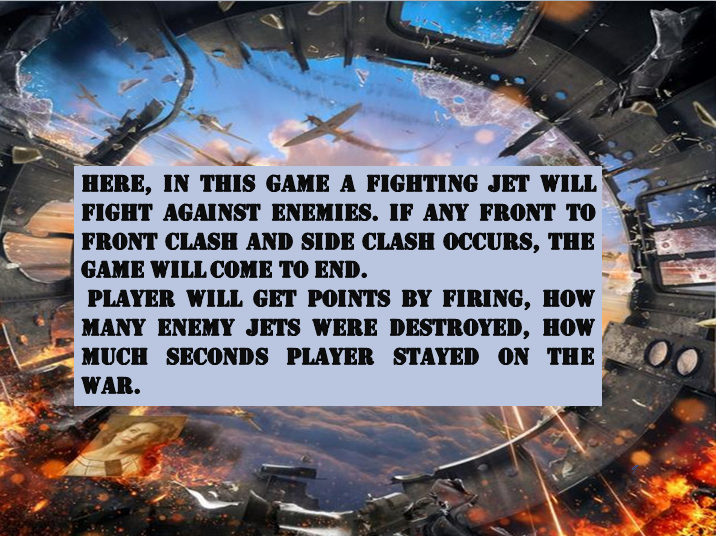 HERE, IN THIS GAME A FIGHTING JET WILL
FIGHT AGAINST ENEMIES. IF ANY FRONT TO
FRONT CLASH AND SIDE CLASH OCCURS, THE
GAME WILL COME TO END.
PLAYER WILL GET POINTS BY FIRING, HOW
MANY ENEMY JETS WERE DESTROYED, HOW
MUCH SECONDS PLAYER STAYED ON THE
WAR.